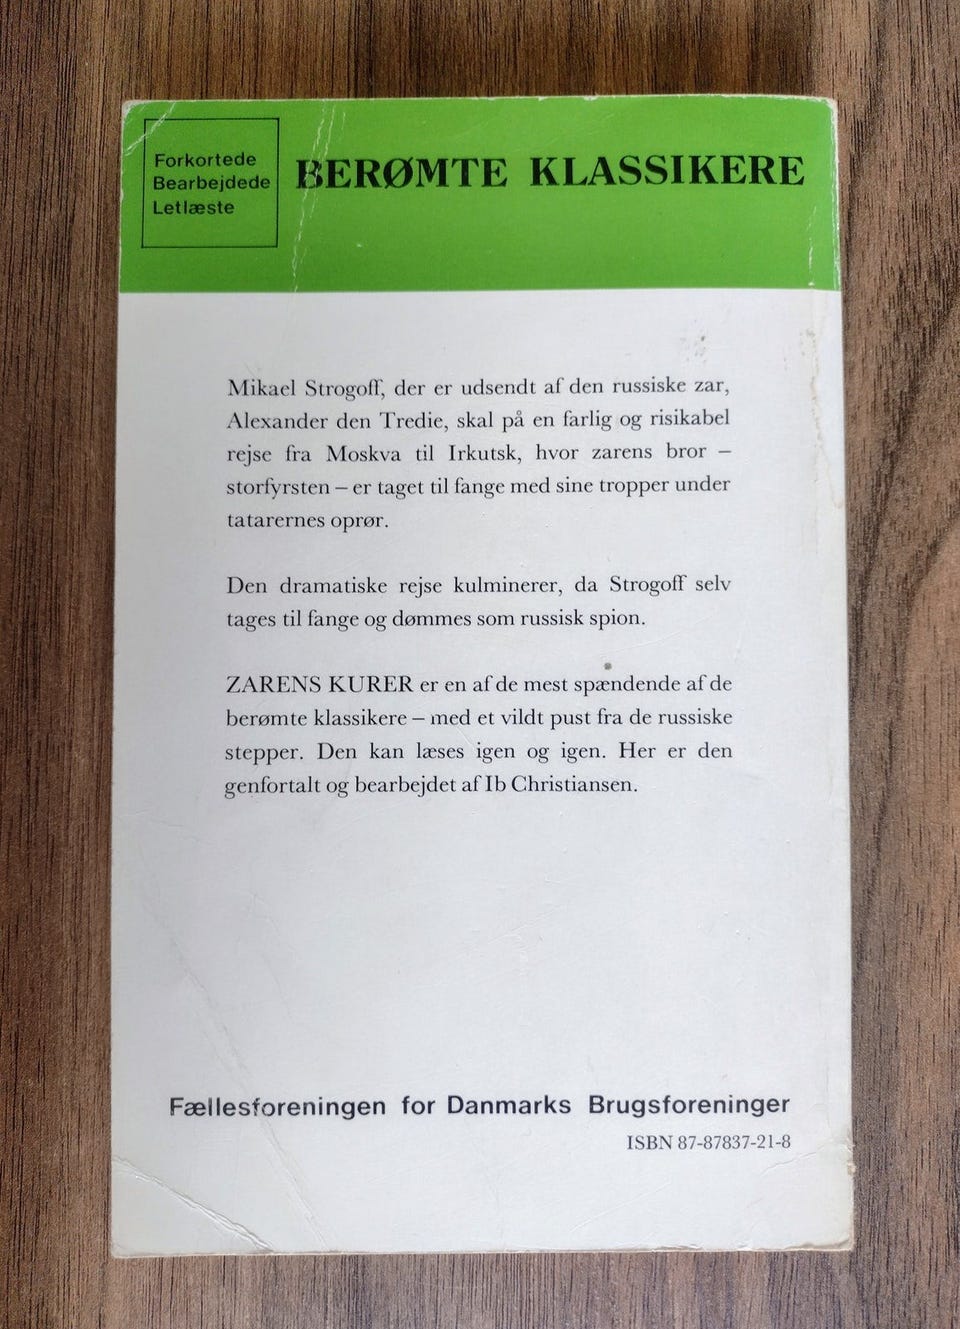 Forkortede
Bearbejdede
Letlæste
BERØMTE KLASSIKERE
Mikael Strogoff, der er udsendt af den russiske zar,
Alexander den Tredie, skal på en farlig og risikabel
rejse fra Moskva til Irkutsk, hvor zarens bror –
storfyrsten – er taget til fange med sine tropper under
tatarernes oprør.
Den dramatiske rejse kulminerer, da Strogoff selv
tages til fange og dømmes som russisk spion.
ZARENS KURER er en af de mest spændende af de
berømte klassikere – med et vildt pust fra de russiske
stepper. Den kan læses igen og igen. Her er den
genfortalt og bearbejdet af Ib Christiansen.
Fællesforeningen for Danmarks Brugsforeninger
ISBN 87-87837-21-8